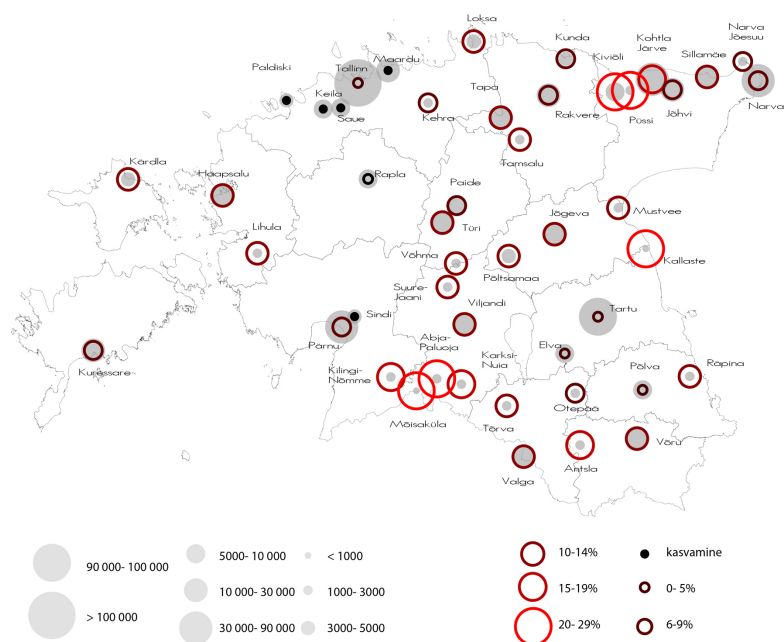 Loksa
Narva
Jõesuu
Kunda
Kohtla
Järve
Sillamäe
Kiviõli
Maardu
Tallinn
Paldiski
Keila
Saue
Tapa
Kehra
Rakvere
Püssi
Jõhvi
Narva
Tamsalu
Kärdla
Haapsalu
Rapla
Paide
Türi
Jõgeva
Mustvee
Lihula
Võhma
Põltsamaa
Kallaste
Suure-
Jaani
Sindi
Viljandi
Tartu
Pärnu
Abja-
Paluoja
Elva
Kuressaare
Kilingi-
Nõmme
Karksi-
Nuia
Põlva
Räpina
Mõisaküla
Tõrva
Otepää
Valga
Antsla
Võru
90 000- 100 000
> 100 000
5000- 10 000
10 000- 30 000
30 000- 90 000
< 1000
1000- 3000
3000- 5000
10-14%
15-19%
20- 29%
kasvamine
0- 5%
6-9%